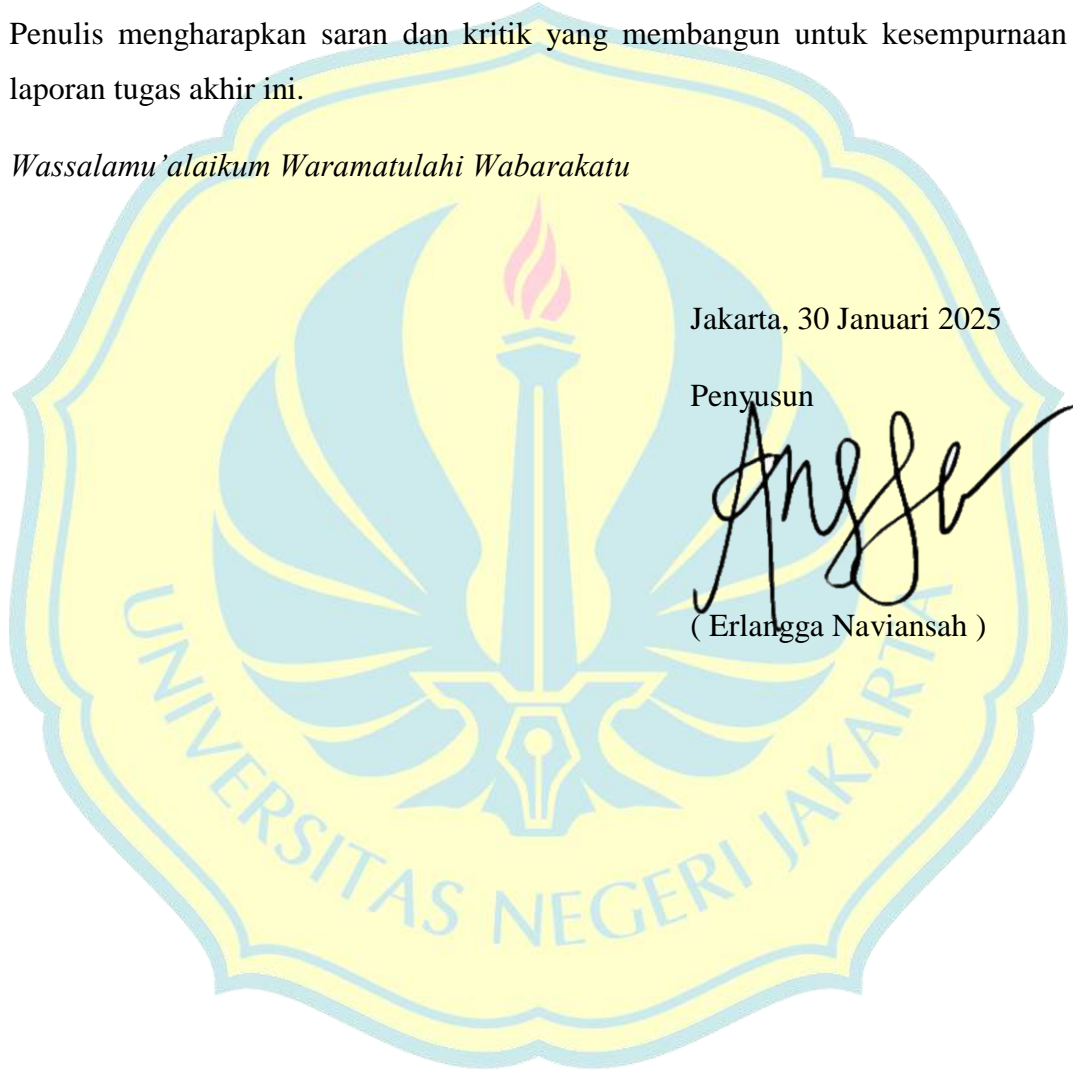 Penulis mengharapkan saran dan kritik yang membangun untuk kesempurnaan
laporan tugas akhir ini.
Wassalamu’alaikum Waramatulahi Wabarakatu
Jakarta, 30 Januari 2025
Penyusun
( Erlangga Naviansah )
UNIVERSITAS NEGERI JAKARTA